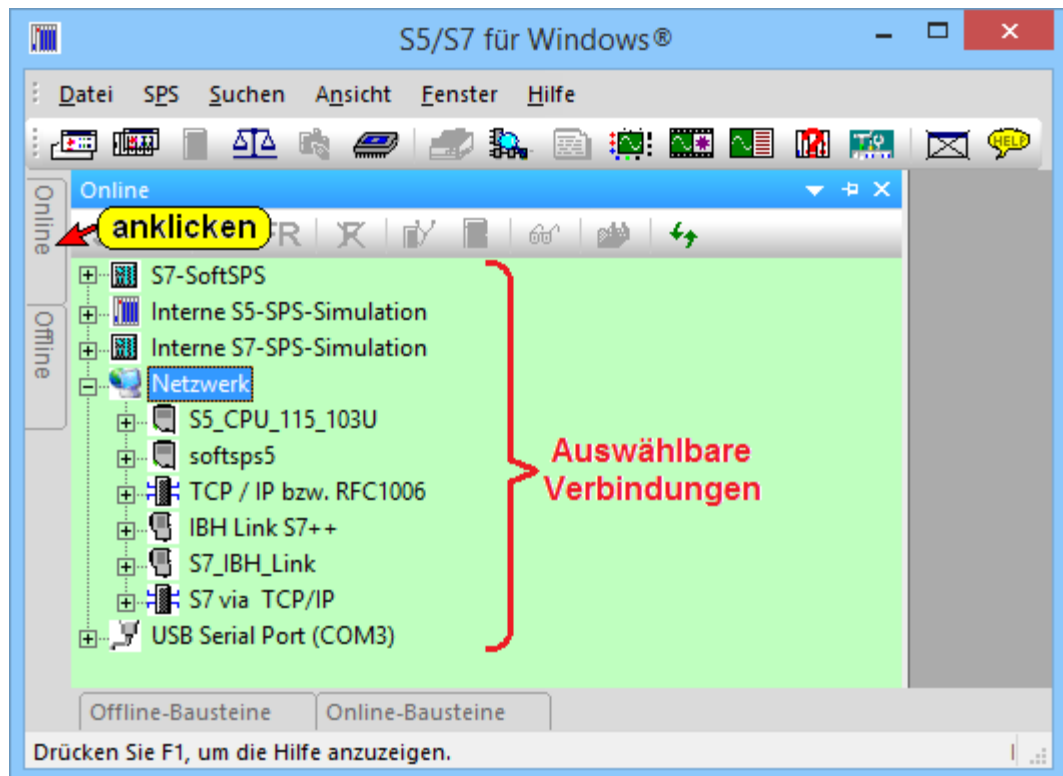 S5/S7 für Windows®
Datei SPS Suchen Ansicht Fenster Hilfe
HELP
Online
Online
anklicken
Offline
S7-SoftSPS
Interne S5-SPS-Simulation
Interne S7-SPS-Simulation
Netzwerk
S5_CPU_115_103U
softsps5
TCP / IP bzw. RFC1006
IBH Link S7++
S7_IBH_Link
S7 via TCP/IP
USB Serial Port (COM3)
Auswählbare
Verbindungen
Offline-Bausteine Online-Bausteine
Drücken Sie F1, um die Hilfe anzuzeigen.